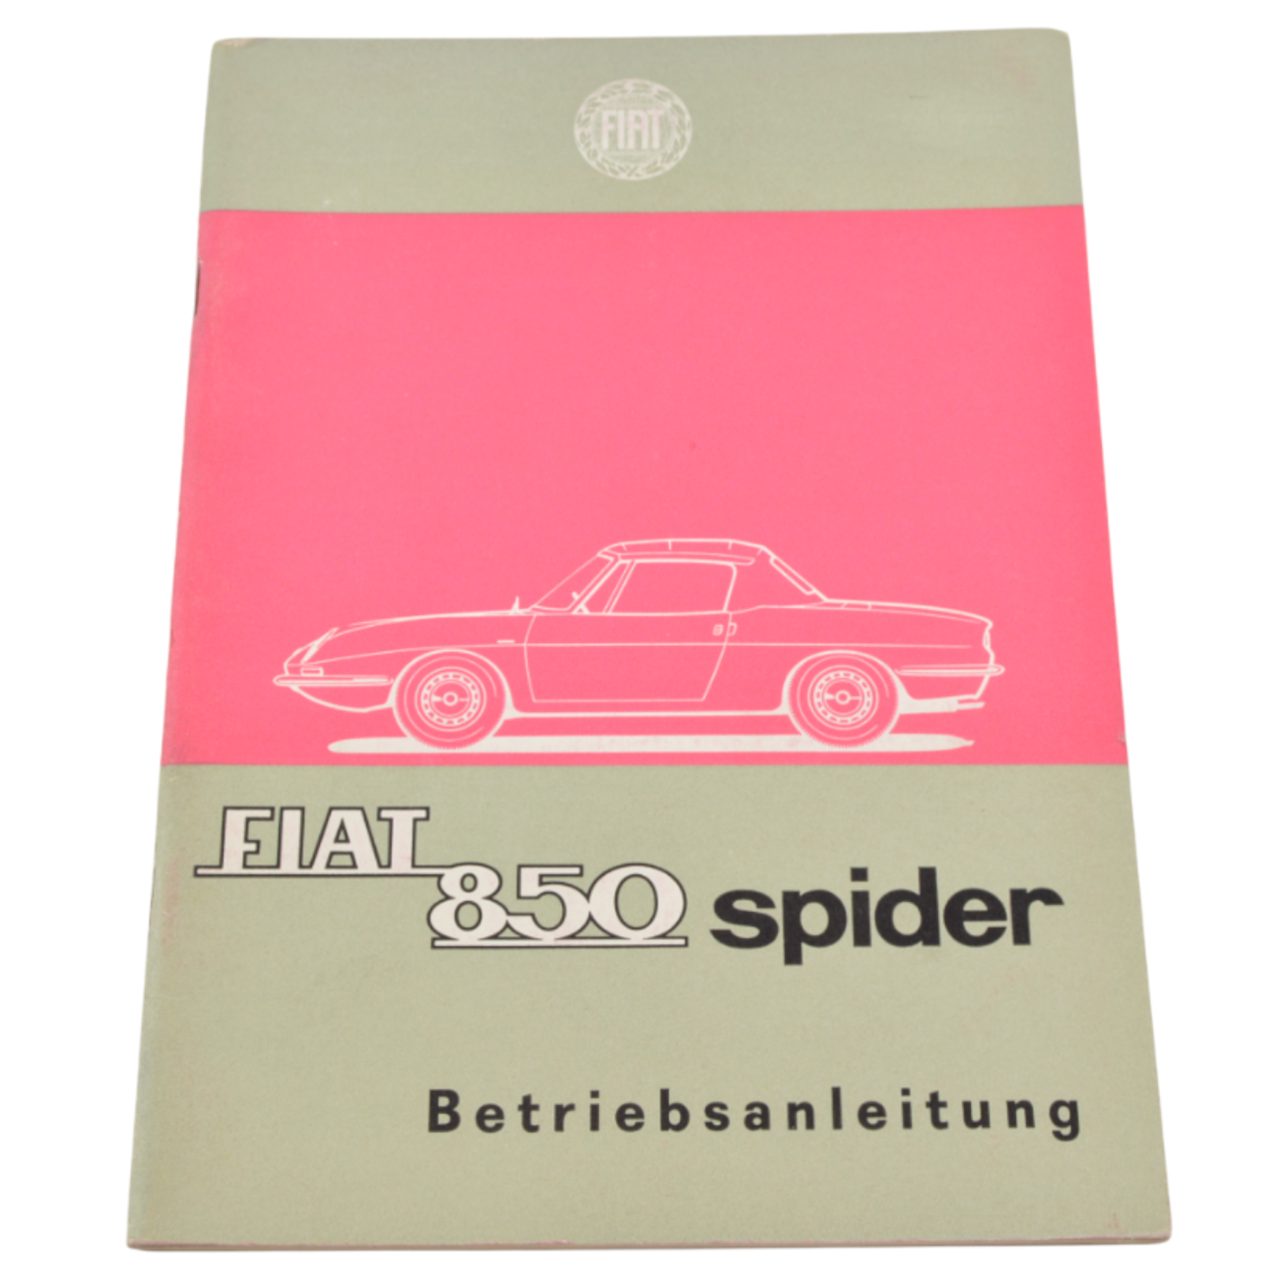 FIAT
FIAT
850 spider
Betriebsanleitung